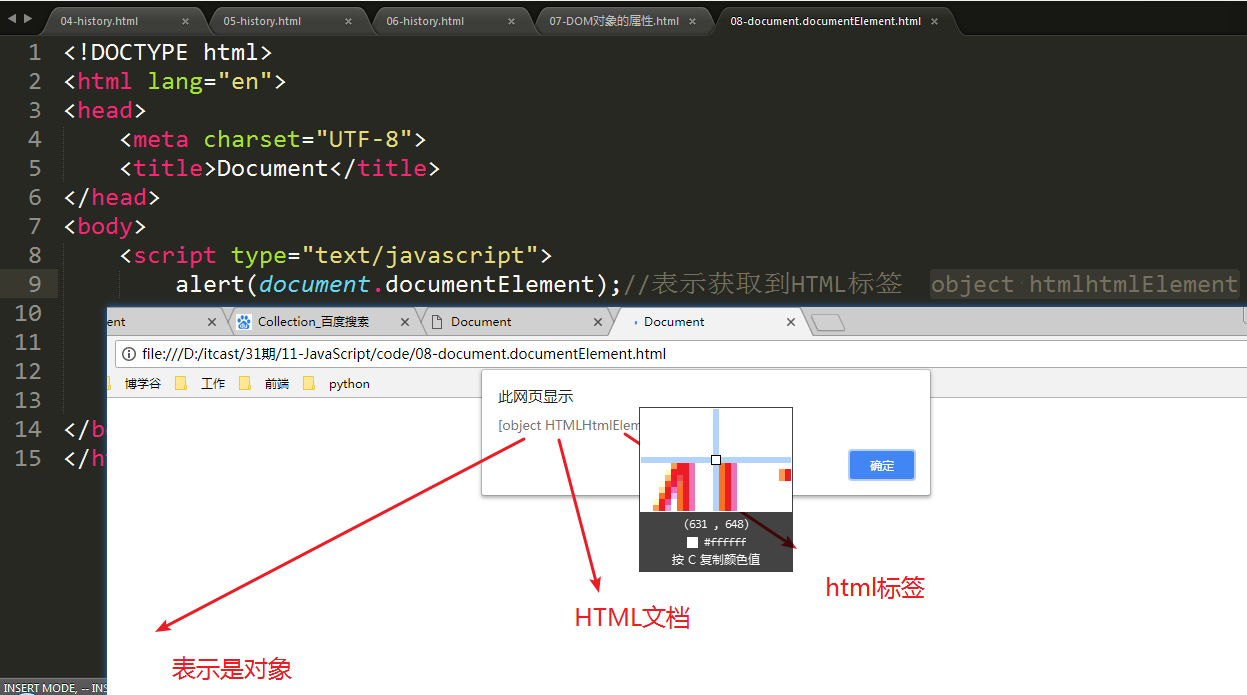 04-history.html
05-history.html
06-history.html
07-DOM对象的属性.html
08-document.documentElement.html
1 <!DOCTYPE html>
2 <html lang="en">
3 <head>
4 <meta charset="UTF-8">
5 <title>Document</title>
6 </head>
7 <body>
8 <script type="text/javascript">
9 alert(document.documentElement);//表示获取到HTML标签 object htmlhtmlElement
10
11
12
13
14 </b
15 </h
ent
Collection_百度搜索
Document
Document
file:///D:/itcast/31期/11-JavaScript/code/08-document.documentElement.html
博学谷
工作
前端
python
此网页显示
[object HTMLHtmlElem
确定
(631 , 648)
#ffffff
按 C 复制颜色值
html标签
HTML文档
表示是对象
INSERT MODE, -- INS